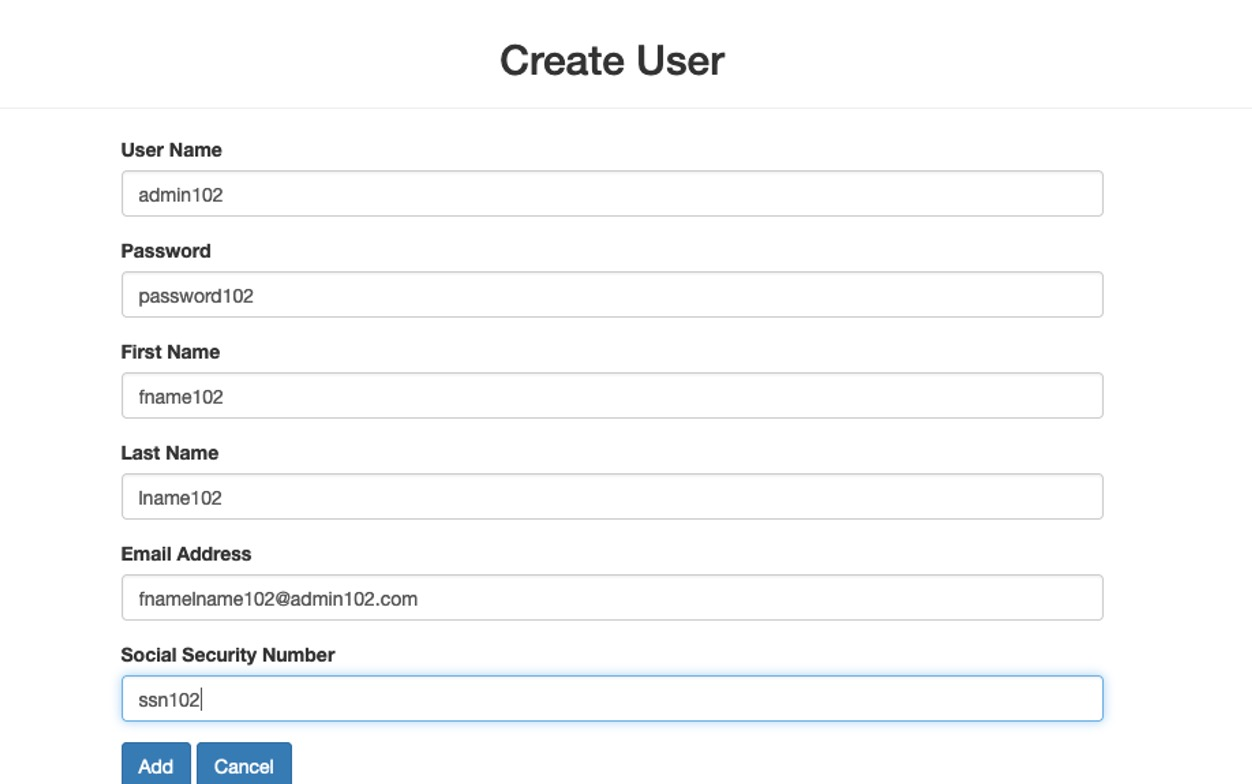 Create User
User Name
admin102
Password
password102
First Name
fname102
Last Name
lname102
Email Address
fnamelname102@admin102.com
Social Security Number
ssn102
Add Cancel